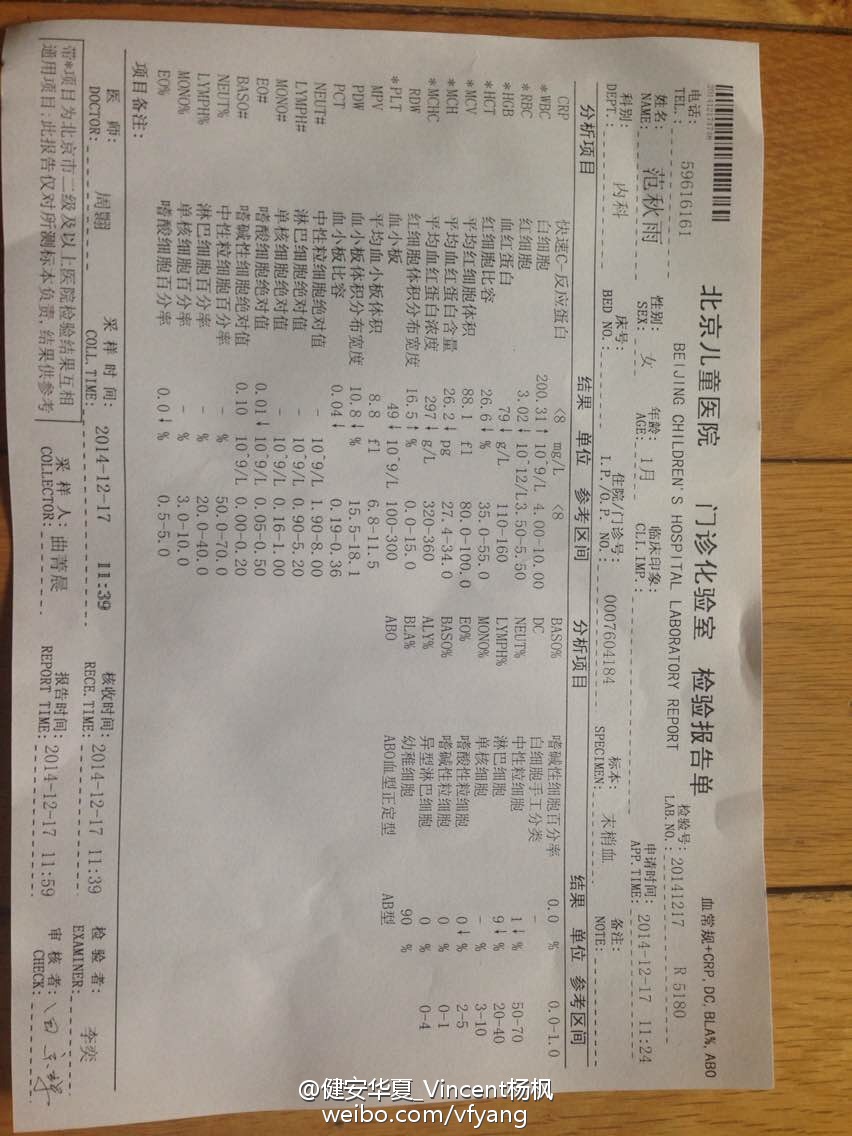 20141217178H
北京儿童医院 门诊化验室 检验报告单 血常规+CRP,DC,BLA%,ABO
BEIJING CHILDREN'S HOSPITAL LABORATORY REPORT
电话: TEL.: 59616161 检验号: LAB.NO.: 20141217 R 5180
姓名: NAME: 范秋雨 性别: SEX: 女 年龄: AGE: 1月 临床印象: CLI.IMP.: 申请时间: APP.TIME: 2014-12-17 11:24
科别: DEPT.: 内科 床号: BED NO.: 住院/门诊号: I.P./O.P. NO.: 0007604184 标本: SPECIMEN: 末梢血 备注: NOTE:
分析项目 结果 单位 参考区间 分析项目 结果 单位 参考区间
CRP 快速C-反应蛋白 <8 mg/L <8 BASO% 嗜碱性细胞百分率 0.0 % 0.0-1.0
*WBC 白细胞 200.31↑ 10^9/L 4.00-10.00 DC 白细胞手工分类 -
*RBC 红细胞 3.02↓ 10^12/L 3.50-5.50 NEUT% 中性粒细胞 1↓ % 50-70
*HGB 血红蛋白 79↓ g/L 110-160 LYMPH% 淋巴细胞 9↓ % 20-40
*HCT 红细胞比容 26.6↓ % 35.0-55.0 MONO% 单核细胞 - % 3-10
*MCV 平均红细胞体积 88.1 fl 80.0-100.0 EO% 嗜酸性粒细胞 0↓ % 2-5
*MCH 平均血红蛋白含量 26.2↓ pg 27.4-34.0 BASO% 嗜碱性粒细胞 0 % 0-1
*MCHC 平均血红蛋白浓度 297↓ g/L 320-360 ALY% 异型淋巴细胞 0 % 0-4
RDW 红细胞体积分布宽度 16.5↑ % 0.0-15.0 BLA% 幼稚细胞 90 %
*PLT 血小板 49↓ 10^9/L 100-300 ABO ABO血型正定型 AB型
MPV 平均血小板体积 8.8 fl 6.8-11.5
PDW 血小板体积分布宽度 10.8↓ % 15.5-18.1
PCT 血小板比容 0.04↓ 0.19-0.36
NEUT# 中性粒细胞绝对值 - 10^9/L 1.90-8.00
LYMPH# 淋巴细胞绝对值 - 10^9/L 0.90-5.20
MONO# 单核细胞绝对值 - 10^9/L 0.16-1.00
EO# 嗜酸细胞绝对值 0.01↓ 10^9/L 0.05-0.50
BASO# 嗜碱性细胞绝对值 0.10 10^9/L 0.00-0.20
NEUT% 中性粒细胞百分率 - % 50.0-70.0
LYMPH% 淋巴细胞百分率 - % 20.0-40.0
MONO% 单核细胞百分率 - % 3.0-10.0
EO% 嗜酸细胞百分率 0.0↓ % 0.5-5.0
项目备注:
医 师: DOCTOR: 周翾 采 样 时 间: COLL.TIME: 2014-12-17 11:39 核收时间: RECE.TIME: 2014-12-17 11:39 检 验 者: EXAMINER: 李奕
带*项目为北京市二级及以上医院检验结果互相 采 样 人: COLLECTOR: 曲菁晨 报告时间: REPORT TIME: 2014-12-17 11:59 审 核 者: CHECK:
通用项目;此报告仅对所测标本负责,结果供参考
@健安华夏_Vincent杨枫
weibo.com/vfyang